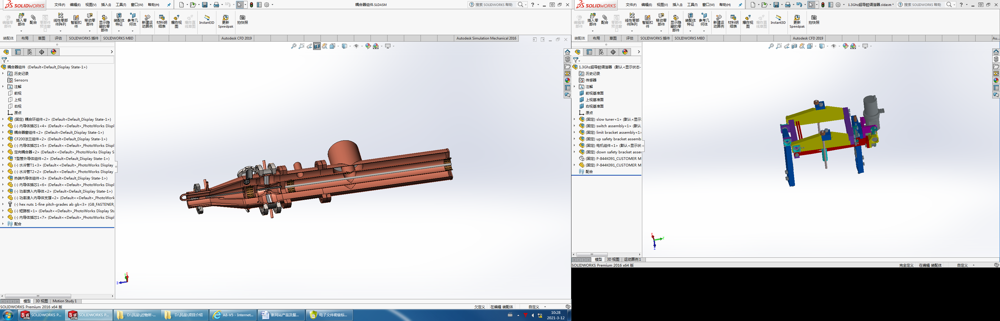 SOLIDWORKS 文件(F) 编辑(E) 视图(V) 插入(I) 工具(T) 窗口(W) 帮助(H) 耦合器组件.SLDASM 搜索 SOLIDWORKS 帮助
编辑零部件 插入零部件 配合 零部件预览窗口 线性零部件阵列 智能扣件 移动零部件 显示隐藏的零部件 装配体特征 参考几何体 新建运动算例 材料明细表 爆炸视图 爆炸直线草图 Instant3D 更新 Speedpak 拍快照
装配体 布局 草图 评估 SOLIDWORKS 插件 SOLIDWORKS MBD Autodesk CFD 2019 Autodesk Simulation Mechanical 2016
耦合器组件 (Default<Default_Display State-1>)
历史记录
Sensors
注解
前视
上视
右视
原点
(固定) 耦合环组件<2> (Default<Default_Display State-1>)
(-) 内导体插芯1<4> (Default<<Default>_PhotoWorks Displ
耦合器窗组件<2> (Default<Default_Display State-1>)
CF200法兰组件<2> (Default<Default_Display State-1>)
(-) 内导体插芯1<5> (Default<<Default>_PhotoWorks Displ
定向耦合器<2> (Default<<Default>_PhotoWorks Display S
T型管外导体组件<2> (Default<Default_Display State-1>)
(-) 水冷管T1<3> (Default<<Default>_PhotoWorks Display
(-) 水冷管T2<2> (Default<<Default>_PhotoWorks Display
热端内导体组件<3> (Default<Default_Display State-1>)
(-) 内导体插芯1<6> (Default<<Default>_PhotoWorks Displ
(-) 功率馈入内导体<2> (Default<Default_Display State-1>)
(-) 功率溃入内导体支撑<2> (Default<<Default>_PhotoWork
(-) hex nuts 1-fine pitch-grades ab gb<3> (GB_FASTENER_
(-) 短路板<1> (Default<<Default>_PhotoWorks Display Sta
(-) 内导体插芯1<7> (Default<<Default>_PhotoWorks Displ
配合
X
Z
模型 3D 视图 Motion Study 1
SOLIDWORKS Premium 2016 x64 版 欠定义 在编辑 装配体 自定义
SOLIDWORKS P... SOLIDWORKS P... D:\民品\近物所-... D:\民品\项目介绍 A8-V5 - Internet... 新网站产品及服... 电子文件密级标... 10:28
2021-3-12
SOLIDWORKS 文件(F) 编辑(E) 视图(V) 插入(I) 工具(T) 窗口(W) 帮助(H) 1.3Ghz超导腔调谐器.sldasm * 搜索 SOLIDWORKS 帮助
编辑零部件 插入零部件 配合 零部件预览窗口 线性零部件阵列 智能扣件 移动零部件 显示隐藏的零部件 装配体特征 参考几何体 新建运动算例 材料明细表 爆炸视图 爆炸直线草图 Instant3D 更新 Speedpak 拍快照
装配体 布局 草图 评估 SOLIDWORKS 插件 SOLIDWORKS MBD Autodesk CFD 2019 Au...
1.3Ghz超导腔调谐器 (默认<显示状态-
历史记录
传感器
注解
前视基准面
上视基准面
右视基准面
原点
(固定) slow tuner<1> (默认<显示
(固定) switch assembly<1> (默认
(固定) limit bracket assembly<1>
(固定) up safety bracket assemb
(固定) 电机组件<1> (默认<显示状
(固定) down safety bracket asser
(固定) P-844K091_CUSTOMER M
(固定) P-844K091_CUSTOMER M
配合
X
Y
Z
模型 3D 视图 运动算例 1
SOLIDWORKS Premium 2016 x64 版 完全定义 在编辑 装配体 自定义